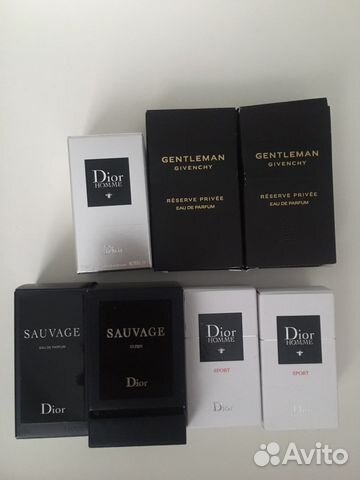 Dior
HOMME
GENTLEMAN
GIVENCHY
RÉSERVE PRIVÉE
EAU DE PARFUM
GENTLEMAN
GIVENCHY
RÉSERVE PRIVÉE
EAU DE PARFUM
SAUVAGE
EAU DE PARFUM
Dior
SAUVAGE
ELIXIR
Dior
Dior
HOMME
SPORT
Dior
Dior
HOMME
SPORT
Dior
Avito